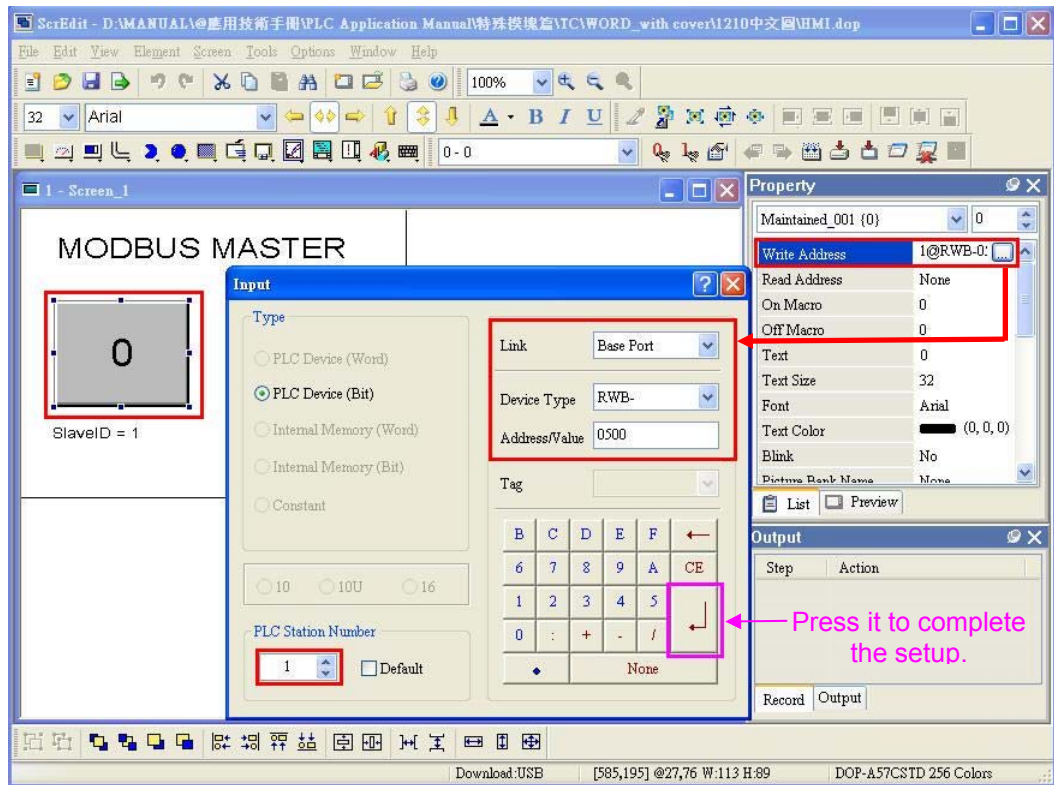 ScrEdit - D:\MANUAL\@應用技術手冊\PLC Application Manual\特殊模塊篇\TC\WORD_with cover\1210中文圖\HMI.dop
File Edit View Element Screen Tools Options Window Help
100%
32 Arial A B I U
0 - 0
1 - Screen_1
MODBUS MASTER
0
SlaveID = 1
Input
Type
PLC Device (Word)
PLC Device (Bit)
Internal Memory (Word)
Internal Memory (Bit)
Constant
10 10U 16
PLC Station Number
1 Default
Link Base Port
Device Type RWB-
Address/Value 0500
Tag
B C D E F ←
6 7 8 9 A CE
1 2 3 4 5
0 : + - /
None
Press it to complete
the setup.
Property
Maintained_001 {0} 0
Write Address 1@RWB-0: ...
Read Address None
On Macro 0
Off Macro 0
Text 0
Text Size 32
Font Arial
Text Color (0, 0, 0)
Blink No
Picture Bank Name None
List Preview
Output
Step Action
Record Output
Download:USB [585,195] @27,76 W:113 H:89 DOP-A57CSTD 256 Colors